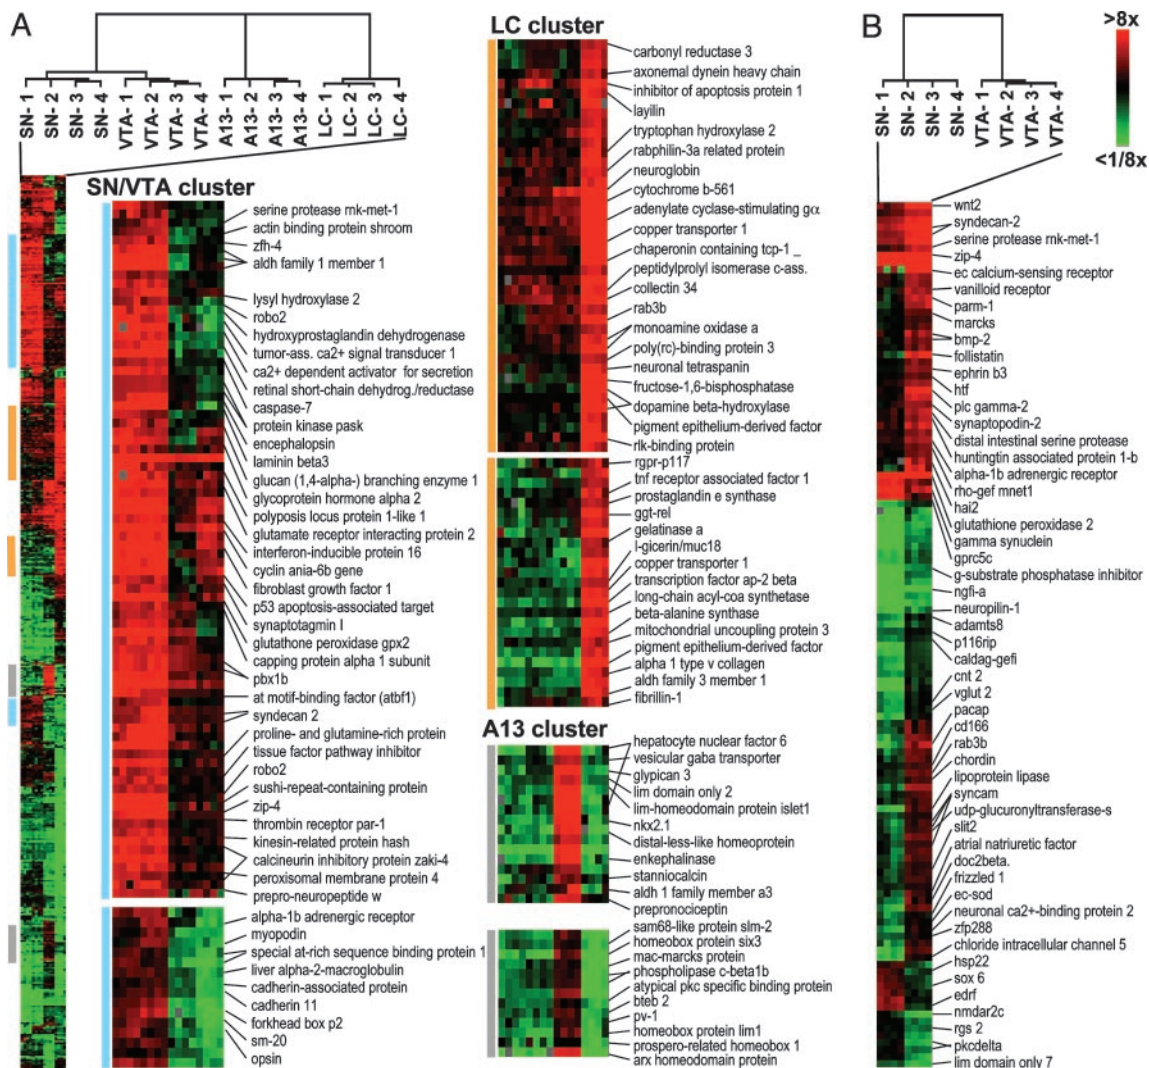 A
SN- 1
SN- 2
SN- 3
SN- 4
VTA- 1
VTA- 2
VTA- 3
VTA- 4
A13- 1
A13- 2
A13- 3
A13- 4
LC- 1
LC- 2
LC- 3
LC- 4
SN/VTA cluster
serine protease rnk-met-1
actin binding protein shroom
zfh-4
aldh family 1 member 1
lysyl hydroxylase 2
robo2
hydroxyprostaglandin dehydrogenase
tumor-ass. ca2+ signal transducer 1
ca2+ dependent activator for secretion
retinal short-chain dehydrog./reductase
caspase-7
protein kinase pask
encephalopsin
laminin beta3
glucan (1,4-alpha-) branching enzyme 1
glycoprotein hormone alpha 2
polyposis locus protein 1-like 1
glutamate receptor interacting protein 2
interferon-inducible protein 16
cyclin ania-6b gene
fibroblast growth factor 1
p53 apoptosis-associated target
synaptotagmin I
glutathione peroxidase gpx2
capping protein alpha 1 subunit
pbx1b
at motif-binding factor (atbf1)
syndecan 2
proline- and glutamine-rich protein
tissue factor pathway inhibitor
robo2
sushi-repeat-containing protein
zip-4
thrombin receptor par-1
kinesin-related protein hash
calcineurin inhibitory protein zaki-4
peroxisomal membrane protein 4
prepro-neuropeptide w
alpha-1b adrenergic receptor
myopodin
special at-rich sequence binding protein 1
liver alpha-2-macroglobulin
cadherin-associated protein
cadherin 11
forkhead box p2
sm-20
opsin
LC cluster
carbonyl reductase 3
axonemal dynein heavy chain
inhibitor of apoptosis protein 1
layilin
tryptophan hydroxylase 2
rabphilin-3a related protein
neuroglobin
cytochrome b-561
adenylate cyclase-stimulating gα
copper transporter 1
chaperonin containing tcp-1 _
peptidylprolyl isomerase c-ass.
collectin 34
rab3b
monoamine oxidase a
poly(rc)-binding protein 3
neuronal tetraspanin
fructose-1,6-bisphosphatase
dopamine beta-hydroxylase
pigment epithelium-derived factor
rlk-binding protein
rgpr-p117
tnf receptor associated factor 1
prostaglandin e synthase
ggt-rel
gelatinase a
l-gicerin/muc18
copper transporter 1
transcription factor ap-2 beta
long-chain acyl-coa synthetase
beta-alanine synthase
mitochondrial uncoupling protein 3
pigment epithelium-derived factor
alpha 1 type v collagen
aldh family 3 member 1
fibrillin-1
A13 cluster
hepatocyte nuclear factor 6
vesicular gaba transporter
glypican 3
lim domain only 2
lim-homeodomain protein islet1
nkx2.1
distal-less-like homeoprotein
enkephalinase
stanniocalcin
aldh 1 family member a3
prepronociceptin
sam68-like protein slm-2
homeobox protein six3
mac-marcks protein
phospholipase c-beta1b
atypical pkc specific binding protein
bteb 2
pv-1
homeobox protein lim1
prospero-related homeobox 1
arx homeodomain protein
B
>8x
<1/8x
SN- 1
SN- 2
SN- 3
SN- 4
VTA- 1
VTA- 2
VTA- 3
VTA- 4
wnt2
syndecan-2
serine protease rnk-met-1
zip-4
ec calcium-sensing receptor
vanilloid receptor
parm-1
marcks
bmp-2
follistatin
ephrin b3
htf
plc gamma-2
synaptopodin-2
distal intestinal serine protease
huntingtin associated protein 1-b
alpha-1b adrenergic receptor
rho-gef mnet1
hai2
glutathione peroxidase 2
gamma synuclein
gprc5c
g-substrate phosphatase inhibitor
ngfi-a
neuropilin-1
adamts8
p116rip
caldag-gefi
cnt 2
vglut 2
pacap
cd166
rab3b
chordin
lipoprotein lipase
syncam
udp-glucuronyltransferase-s
slit2
atrial natriuretic factor
doc2beta.
frizzled 1
ec-sod
neuronal ca2+-binding protein 2
zfp288
chloride intracellular channel 5
hsp22
sox 6
edrf
nmdar2c
rgs 2
pkcdelta
lim domain only 7